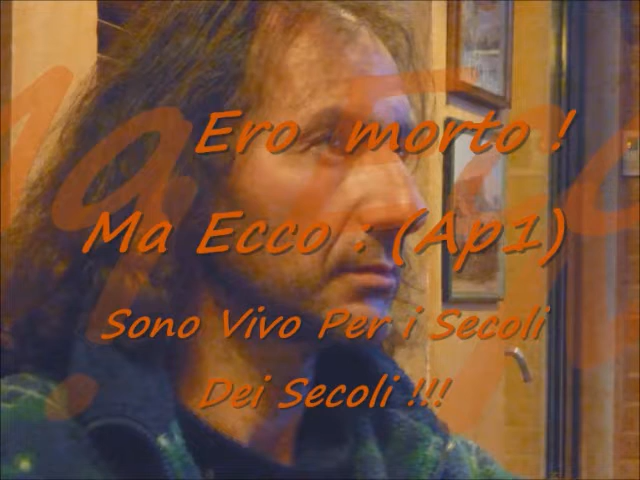 Ero morto !
Ma Ecco : (Ap1)
Sono Vivo Per i Secoli
Dei Secoli !!!